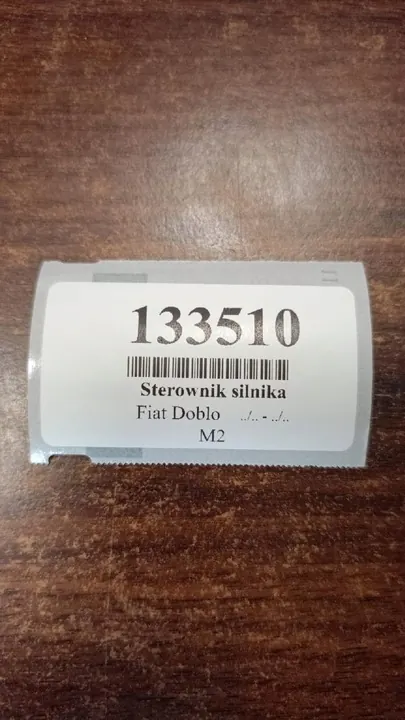 133510
Sterownik silnika
Fiat Doblo ../.. - ../..
M2